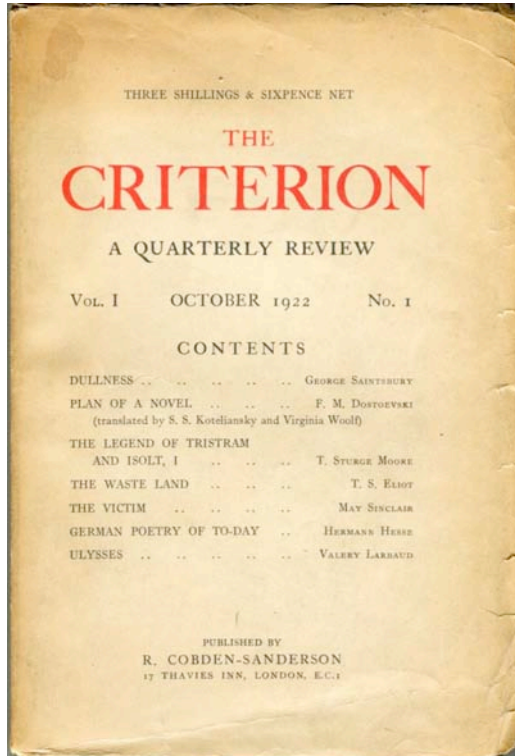 THREE SHILLINGS & SIXPENCE NET
THE
CRITERION
A QUARTERLY REVIEW
VOL. I OCTOBER 1922 NO. 1
CONTENTS
DULLNESS .. .. .. .. .. GEORGE SAINTSBURY
PLAN OF A NOVEL .. .. .. F. M. DOSTOEVSKI
(translated by S. S. Koteliansky and Virginia Woolf)
THE LEGEND OF TRISTRAM
AND ISOLT, I .. .. .. T. STURGE MOORE
THE WASTE LAND .. .. .. T. S. ELIOT
THE VICTIM .. .. .. .. MAY SINCLAIR
GERMAN POETRY OF TO-DAY .. HERMANN HESSE
ULYSSES .. .. .. .. .. VALERY LARBAUD
PUBLISHED BY
R. COBDEN-SANDERSON
17 THAVIES INN, LONDON, E.C.1